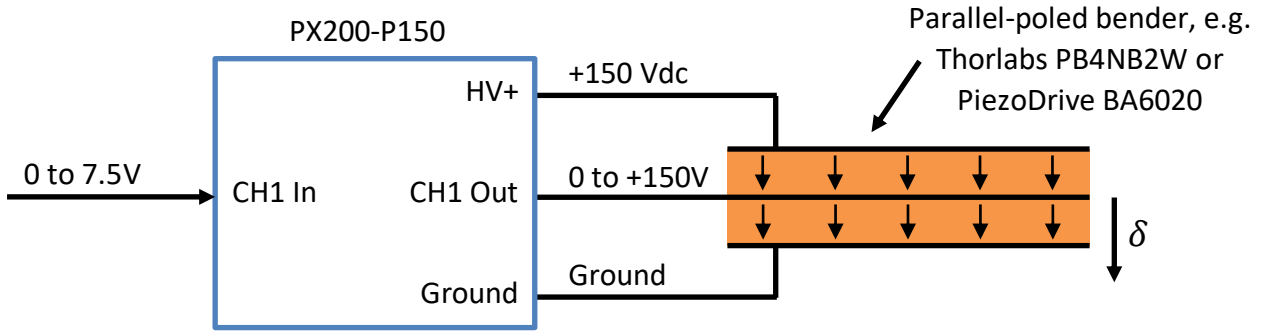 PX200-P150
Parallel-poled bender, e.g.
Thorlabs PB4NB2W or
PiezoDrive BA6020
HV+
+150 Vdc
0 to 7.5V
CH1 In
CH1 Out
0 to +150V
Ground
Ground
δ